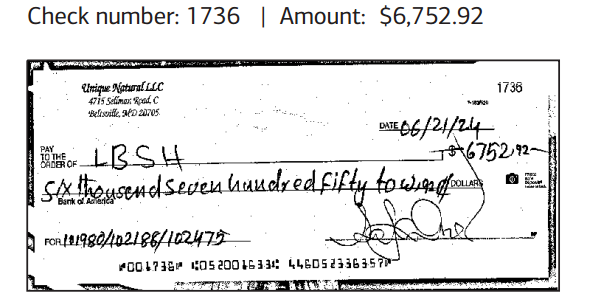 Check number: 1736 | Amount: $6,752.92
Unique Natural LLC
4715 Sellman Road, C
Beltsville, MD 20705
1736
DATE 06/21/24
PAY TO THE ORDER OF LBSH $ 6752,92
Six thousand seven hundred fifty to w, 92/ DOLLARS
Bank of America
FOR 101980/102186/102475
⑈001736⑈ ⑆052001633⑆ 446052336357⑈